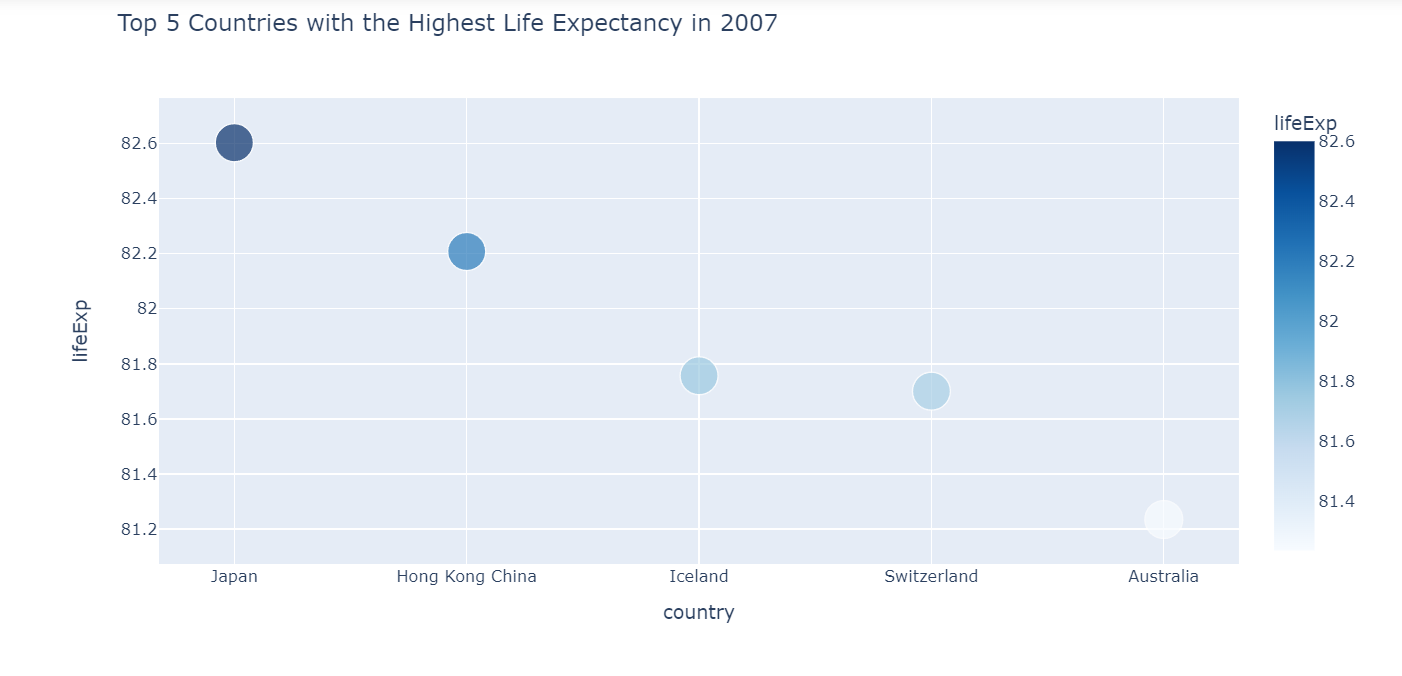 Top 5 Countries with the Highest Life Expectancy in 2007
lifeExp
82.6
82.4
82.2
82
81.8
81.6
81.4
81.2
Japan
Hong Kong China
Iceland
Switzerland
Australia
country
lifeExp
82.6
82.4
82.2
82
81.8
81.6
81.4